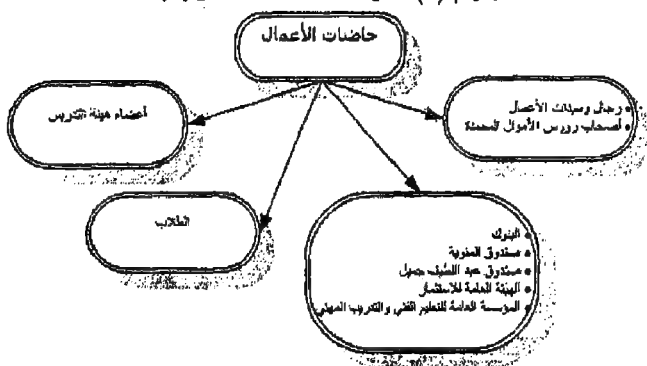 حاضنات الأعمال
• رجال وسيدات الأعمال
• أصحاب رؤوس الأموال
أعضاء هيئة التدريس
الطلاب
• البنوك
• صندوق المئوية
• صندوق عبد اللطيف جميل
• الهيئة العامة للاستثمار
• المؤسسة العامة للتعليم الفني والتدريب المهني